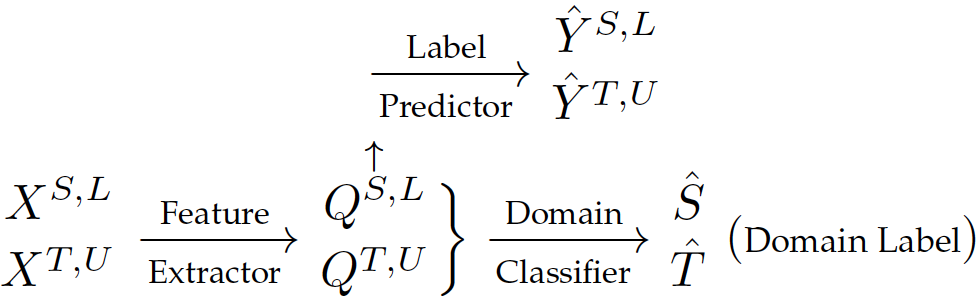 Label Predictor Ŷ^{S,L}
Ŷ^{T,U}
↑
X^{S,L} Feature Extractor Q^{S,L} } Domain Classifier Ŝ (Domain Label)
X^{T,U} Q^{T,U} T̂